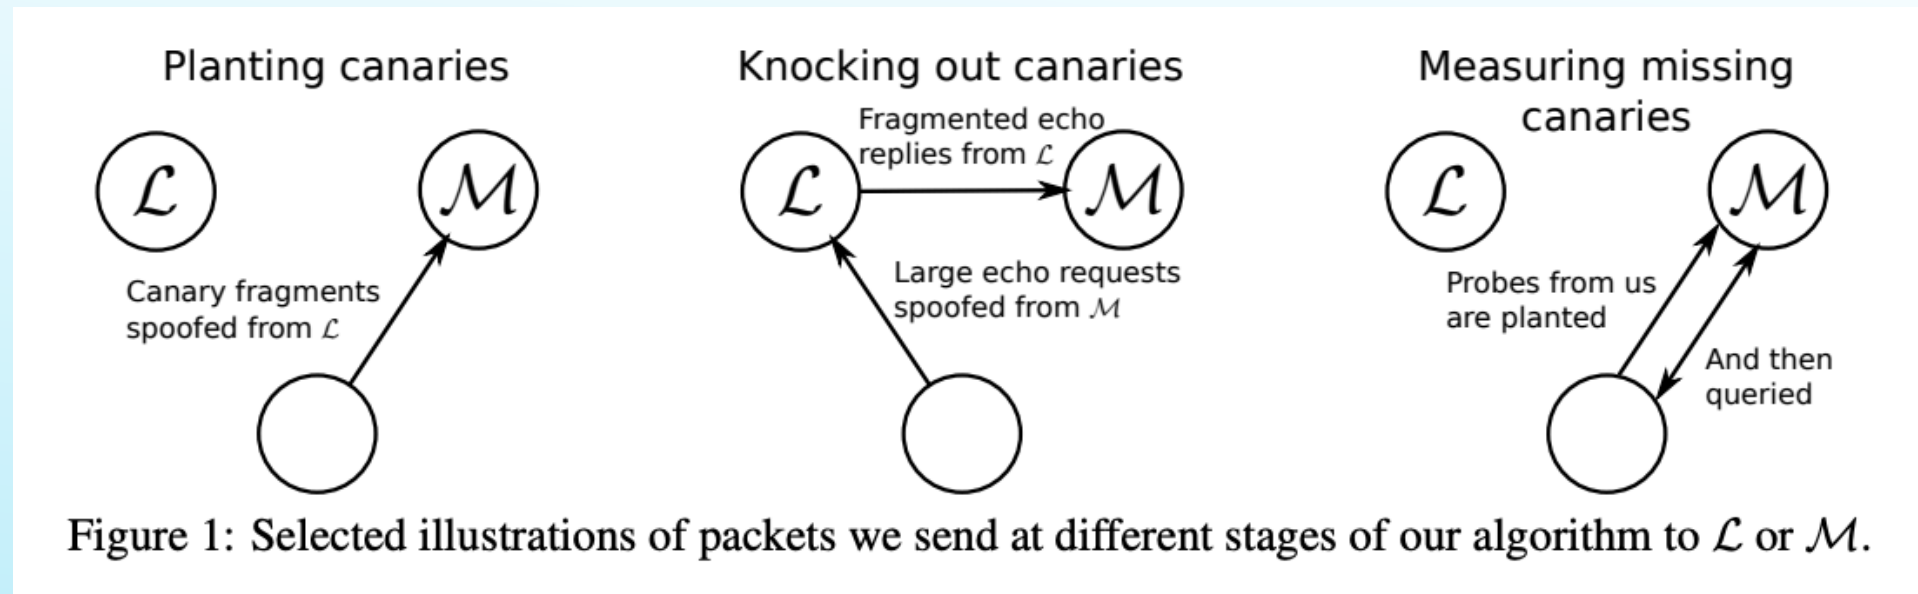 Planting canaries
ℒ
ℳ
Canary fragments
spoofed from ℒ
Knocking out canaries
Fragmented echo
replies from ℒ
ℒ
ℳ
Large echo requests
spoofed from ℳ
Measuring missing
canaries
ℒ
ℳ
Probes from us
are planted
And then
queried
Figure 1: Selected illustrations of packets we send at different stages of our algorithm to ℒ or ℳ.